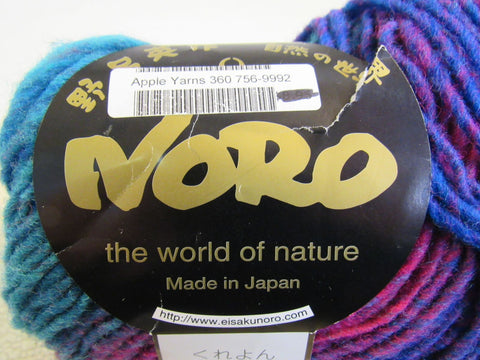 野呂英作 自然の世界
Apple Yarns 360 756-9992
NORO
the world of nature
Made in Japan
http://www.eisakunoro.com/
くれよん